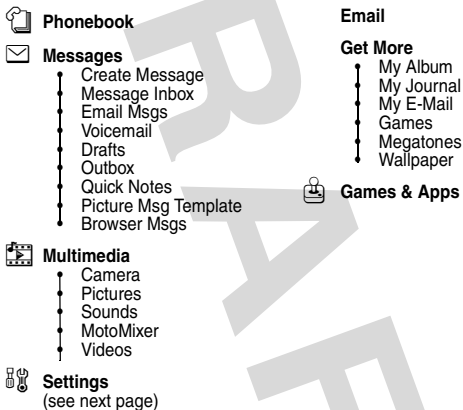 Phonebook
Messages
Create Message
Message Inbox
Email Msgs
Voicemail
Drafts
Outbox
Quick Notes
Picture Msg Template
Browser Msgs
Multimedia
Camera
Pictures
Sounds
MotoMixer
Videos
Settings
(see next page)
Email
Get More
My Album
My Journal
My E-Mail
Games
Megatones
Wallpaper
Games & Apps